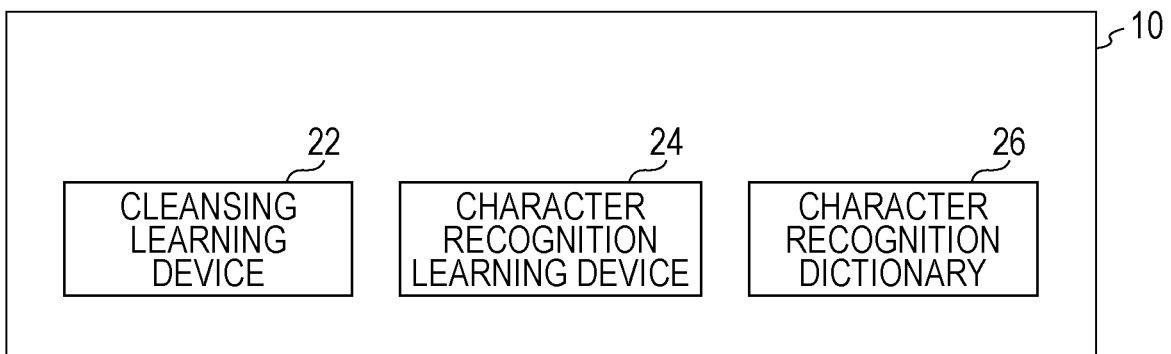 10
22
24
26
CLEANSING
LEARNING
DEVICE
CHARACTER
RECOGNITION
LEARNING DEVICE
CHARACTER
RECOGNITION
DICTIONARY